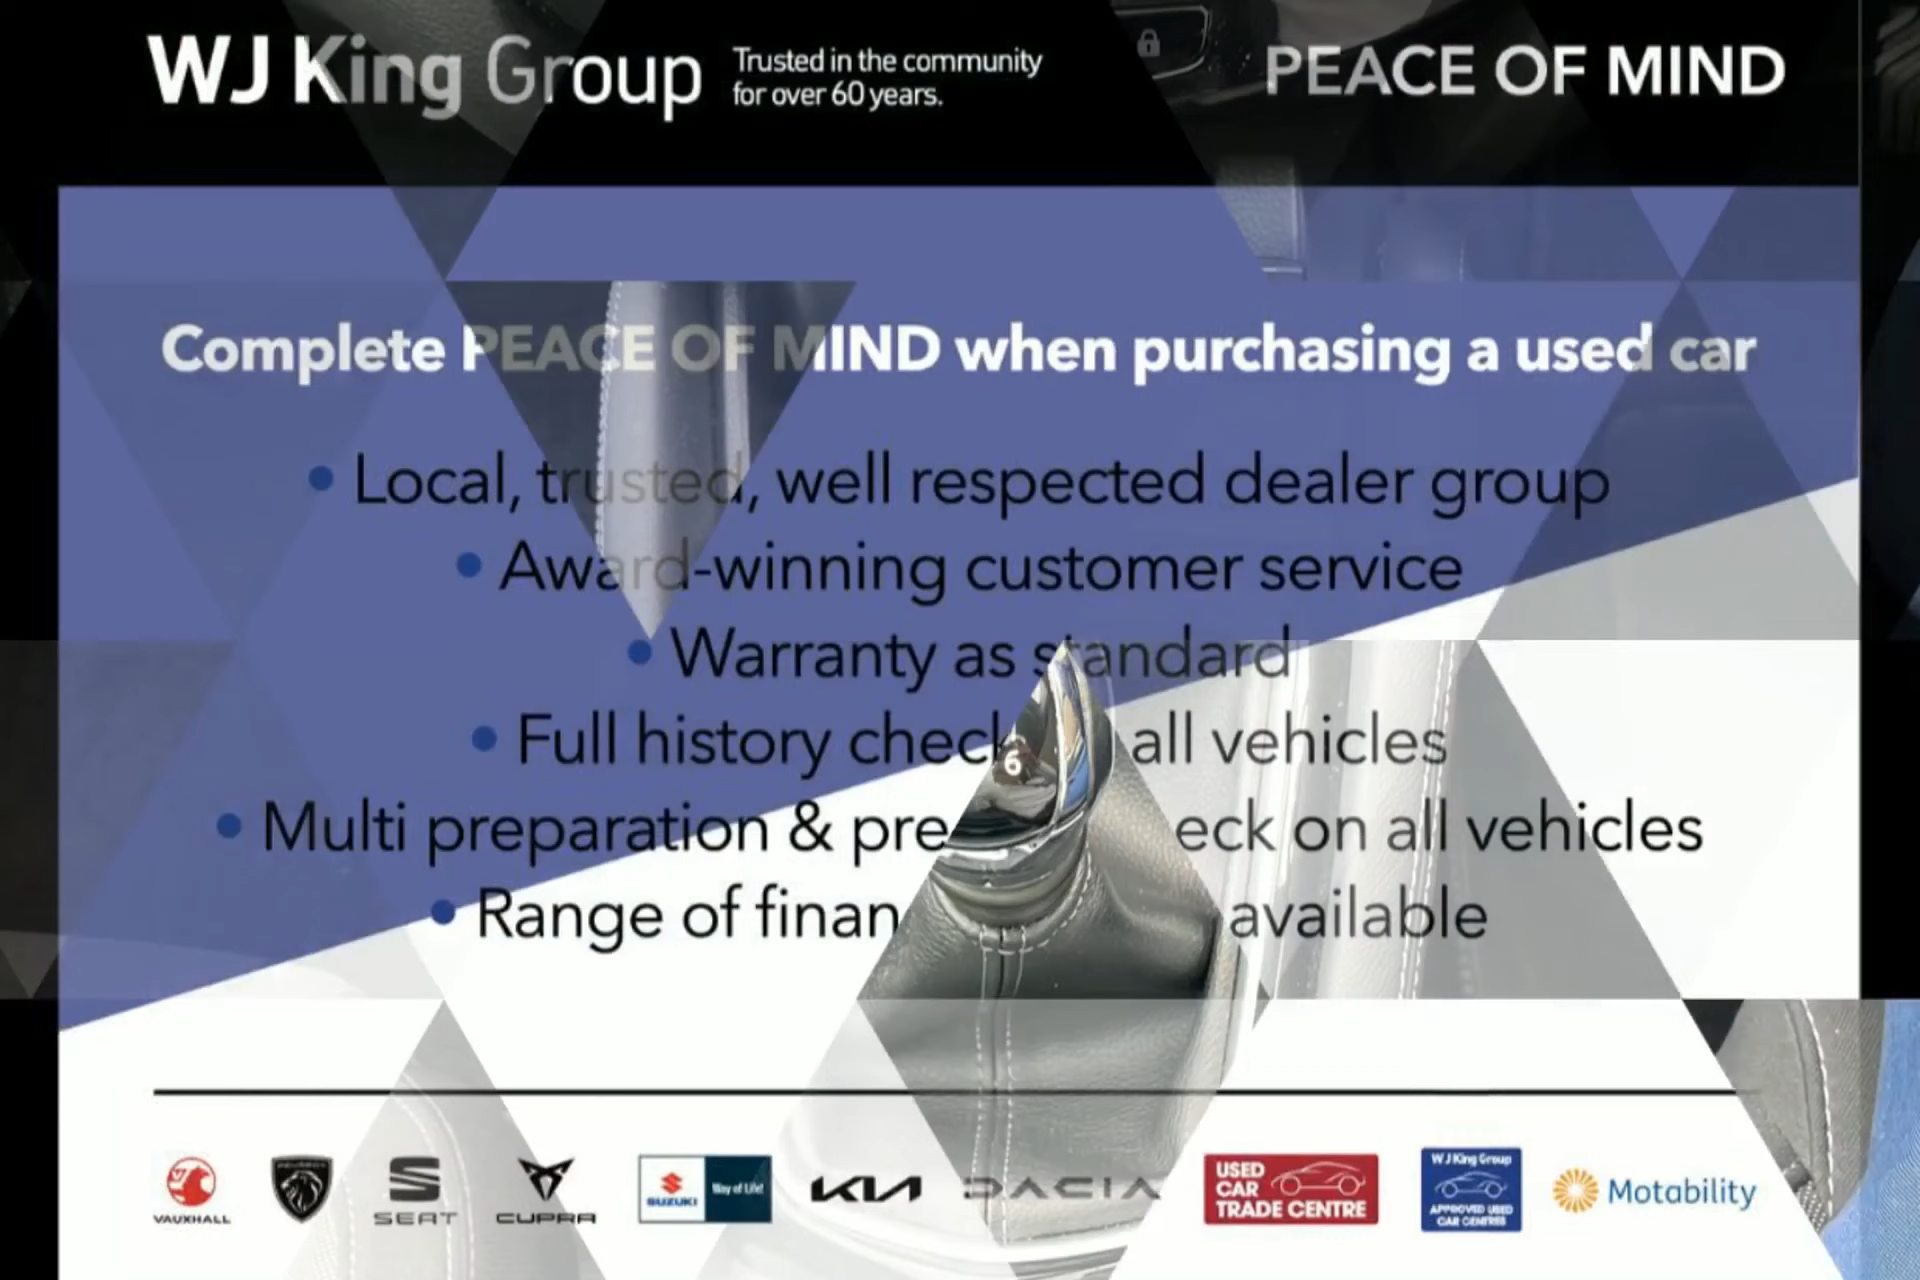 WJ King Group
Trusted in the community
for over 60 years.
PEACE OF MIND
Complete PEACE OF MIND when purchasing a used car
• Local, trusted, well respected dealer group
• Award-winning customer service
• Warranty as standard
• Full history check all vehicles
6
• Multi preparation & pre eck on all vehicles
• Range of finan available
VAUXHALL
PEUGEOT
SEAT
CUPRA
SUZUKI
Way of Life!
KIA
DACIA
USED
CAR
TRADE CENTRE
WJ King Group
APPROVED USED
CAR CENTRES
Motability